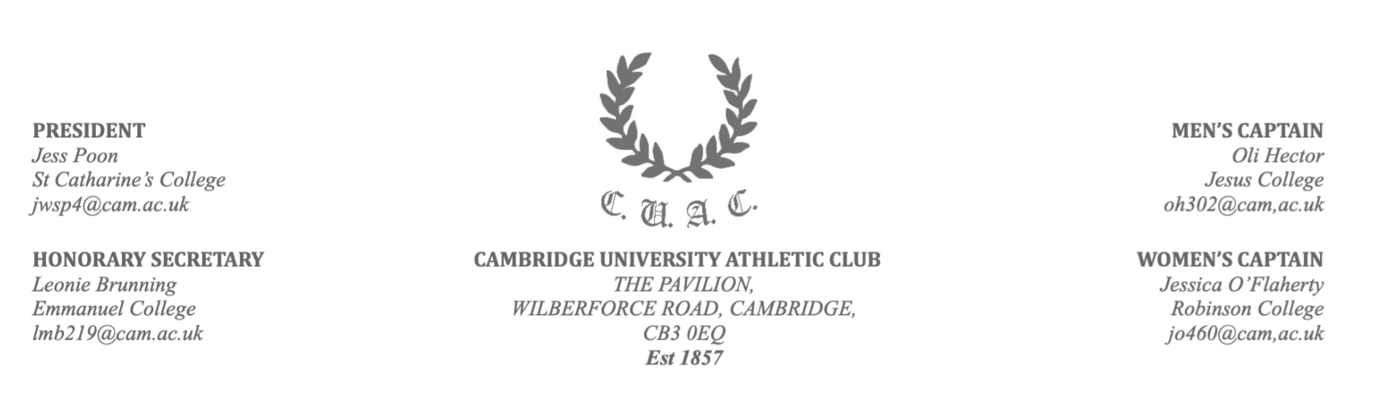 PRESIDENT
Jess Poon
St Catharine’s College
jwsp4@cam.ac.uk
HONORARY SECRETARY
Leonie Brunning
Emmanuel College
lmb219@cam.ac.uk
C. U. A. C.
CAMBRIDGE UNIVERSITY ATHLETIC CLUB
THE PAVILION,
WILBERFORCE ROAD, CAMBRIDGE,
CB3 0EQ
Est 1857
MEN’S CAPTAIN
Oli Hector
Jesus College
oh302@cam,ac.uk
WOMEN’S CAPTAIN
Jessica O’Flaherty
Robinson College
jo460@cam,ac.uk